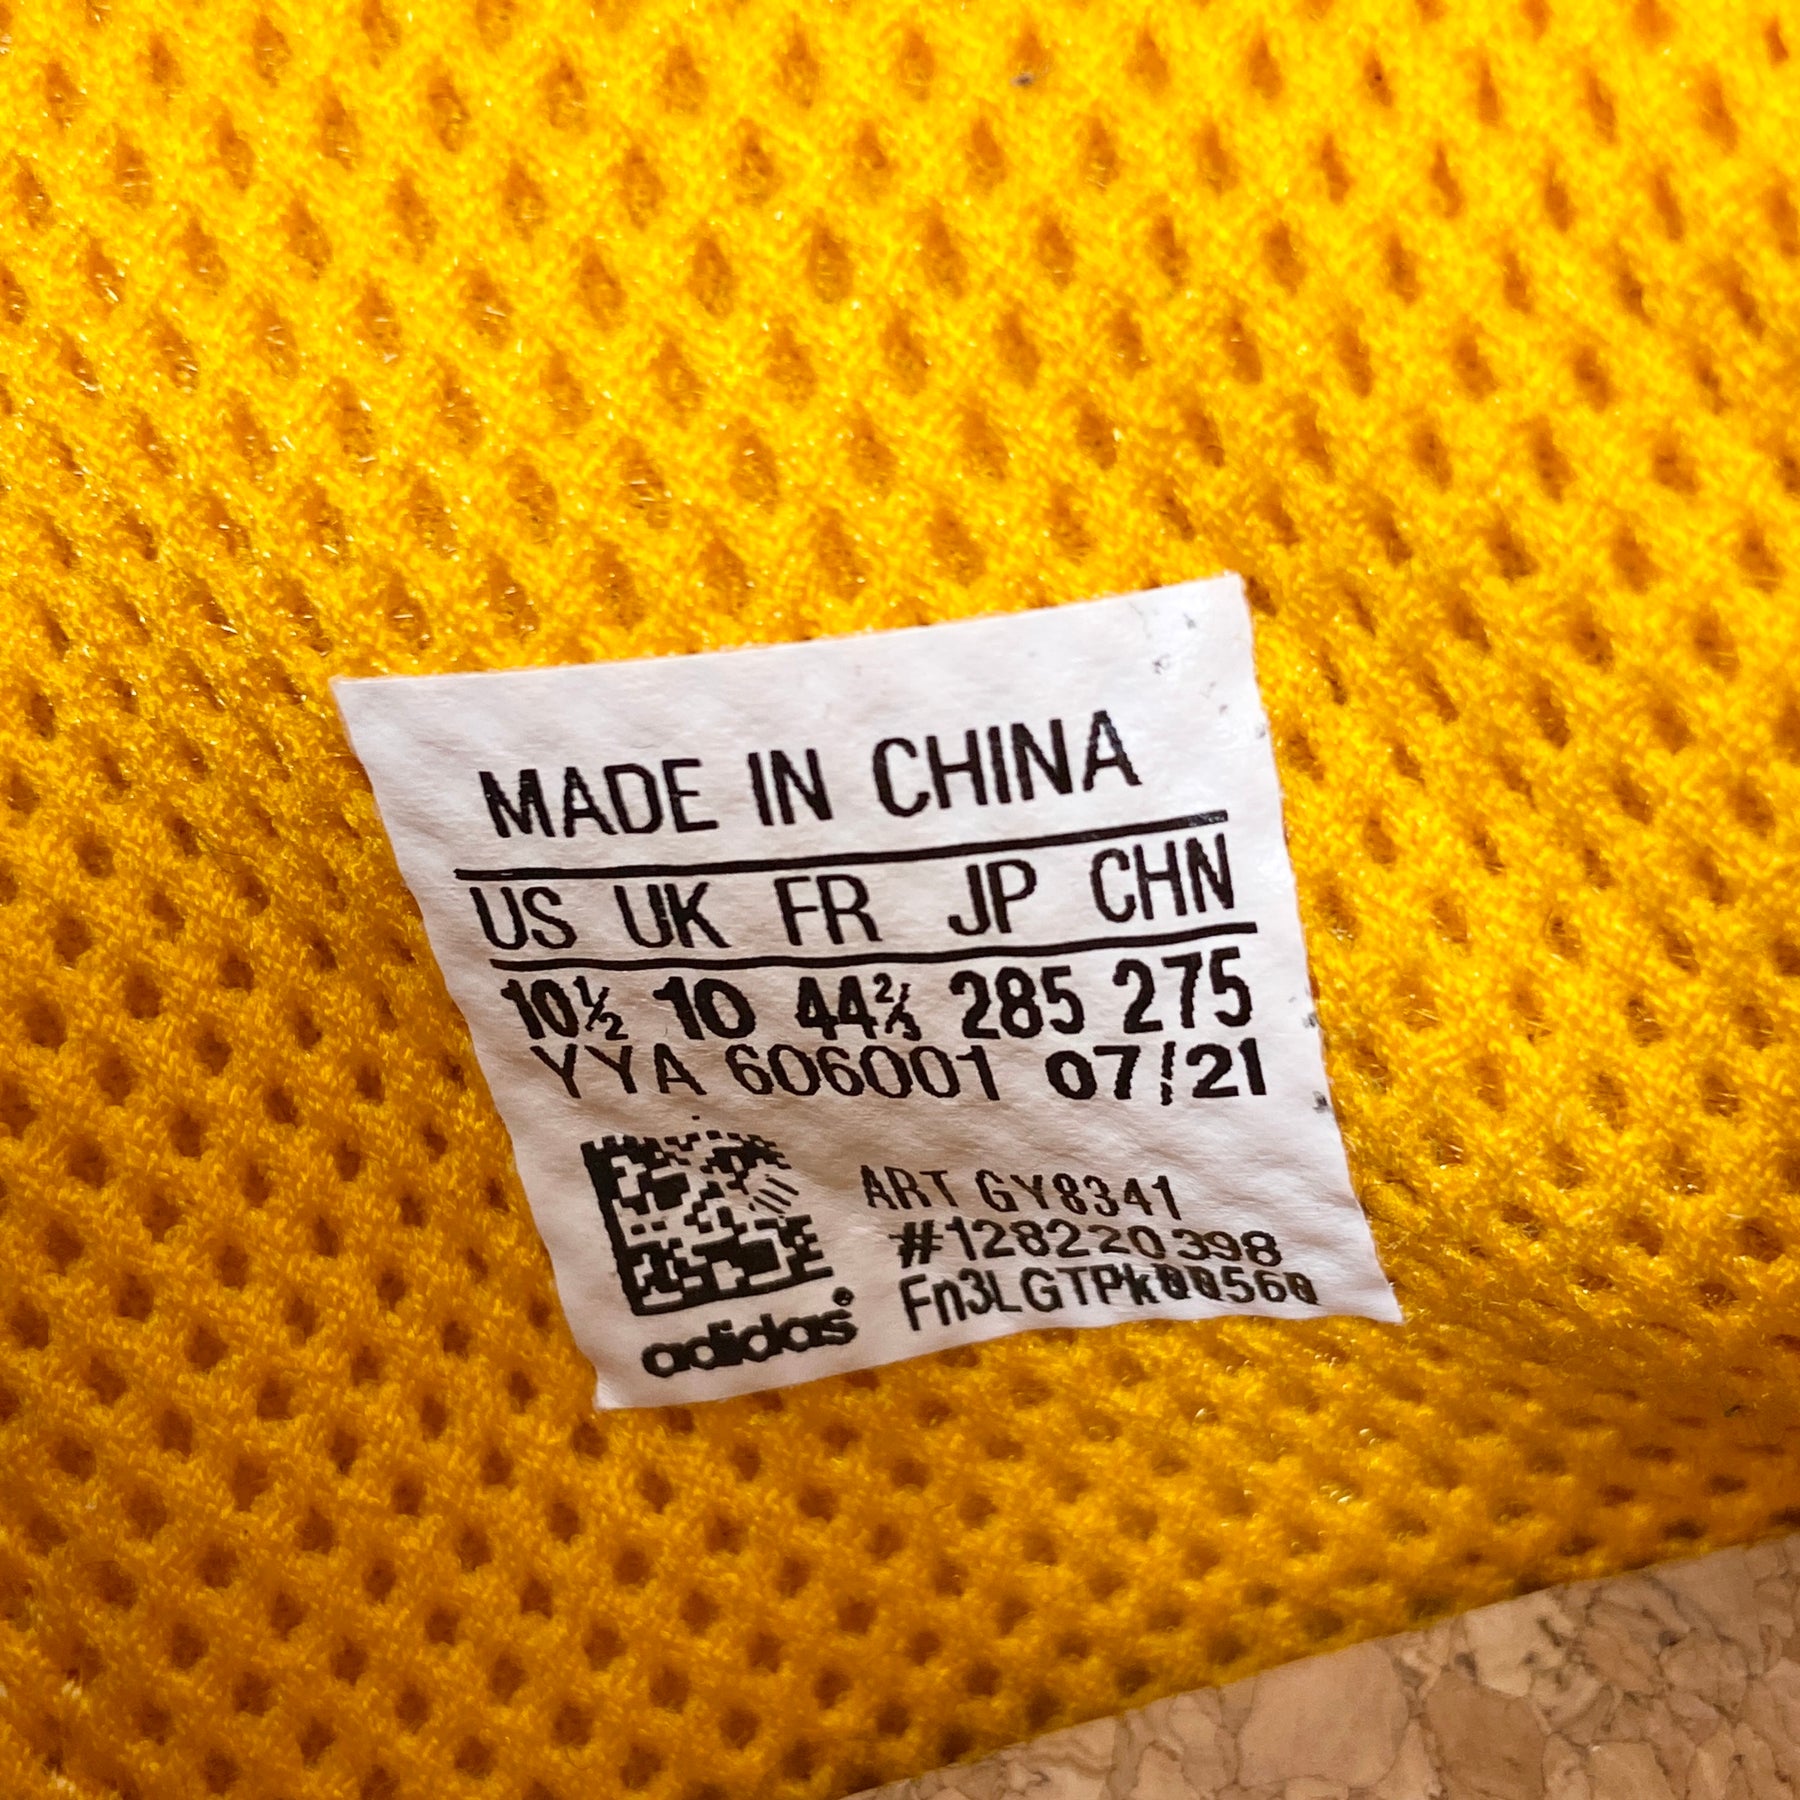 MADE IN CHINA
US UK FR JP CHN
10½ 10 44⅔ 285 275
YYA 606001 07/21
ART GY8341
#128220398
adidas®